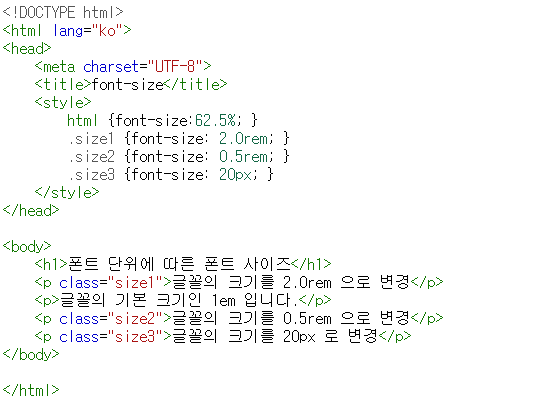 <!DOCTYPE html>
<html lang="ko">
<head>
    <meta charset="UTF-8">
    <title>font-size</title>
    <style>
        html {font-size:62.5%; }
        .size1 {font-size: 2.0rem; }
        .size2 {font-size: 0.5rem; }
        .size3 {font-size: 20px; }
    </style>
</head>

<body>
    <h1>폰트 단위에 따른 폰트 사이즈</h1>
    <p class="size1">글꼴의 크기를 2.0rem 으로 변경</p>
    <p>글꼴의 기본 크기인 1em 입니다.</p>
    <p class="size2">글꼴의 크기를 0.5rem 으로 변경</p>
    <p class="size3">글꼴의 크기를 20px 로 변경</p>
</body>

</html>